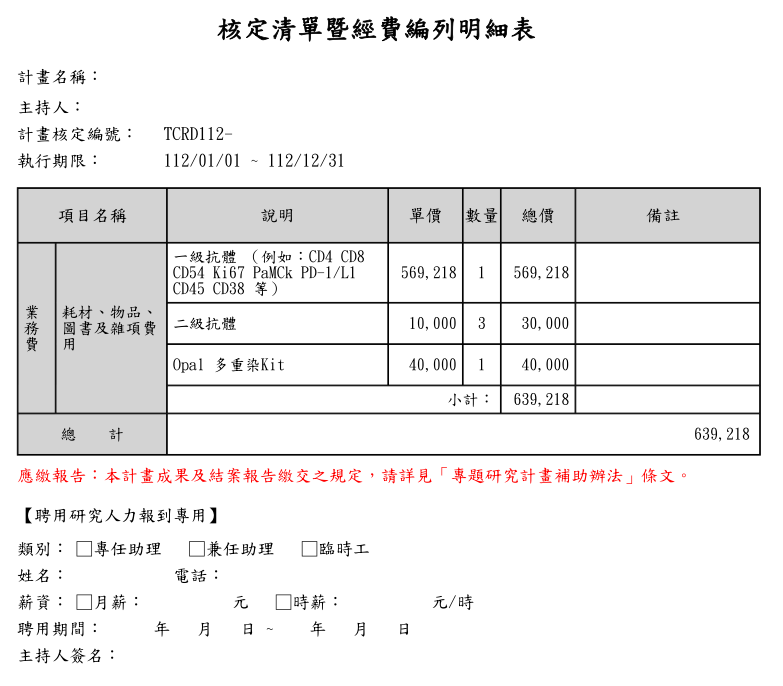 核定清單暨經費編列明細表
計畫名稱：
主持人：
計畫核定編號： TCRD112-
執行期限： 112/01/01 ~ 112/12/31
項目名稱 說明 單價 數量 總價 備註
業務費
耗材、物品、
圖書及雜項費
用
一級抗體 （例如：CD4 CD8
CD54 Ki67 PaMCk PD-1/L1
CD45 CD38 等）
569,218 1 569,218
二級抗體 10,000 3 30,000
Opal 多重染Kit 40,000 1 40,000
小計： 639,218
總 計 639,218
應繳報告：本計畫成果及結案報告繳交之規定，請詳見「專題研究計畫補助辦法」條文。
【聘用研究人力報到專用】
類別： □專任助理 □兼任助理 □臨時工
姓名： 電話：
薪資： □月薪： 元 □時薪： 元/時
聘用期間： 年 月 日 ~ 年 月 日
主持人簽名：